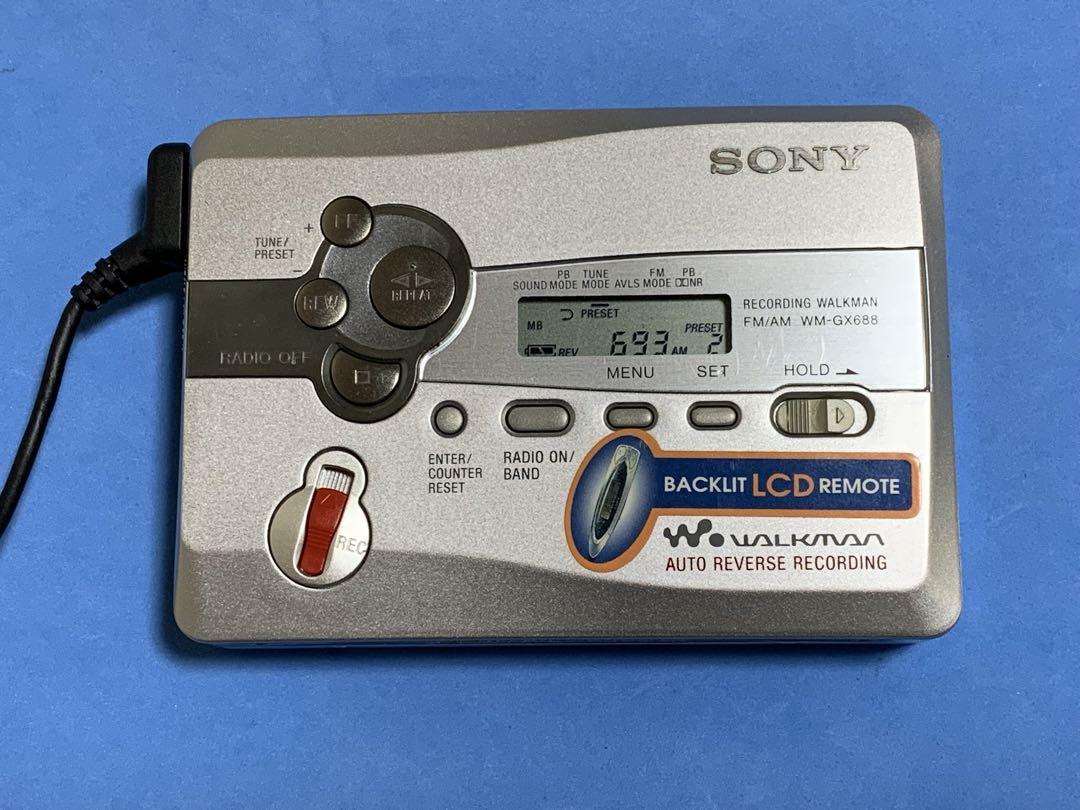 SONY
FF
+
TUNE/
PRESET
−
REW
REPEAT
RADIO OFF
PB TUNE FM PB
SOUND MODE MODE AVLS MODE NR
PRESET
MB
REV 693 AM PRESET 2
RECORDING WALKMAN
FM/AM WM-GX688
MENU SET HOLD
ENTER/
COUNTER
RESET
RADIO ON/
BAND
REC
BACKLIT LCD REMOTE
WALKMAN
AUTO REVERSE RECORDING